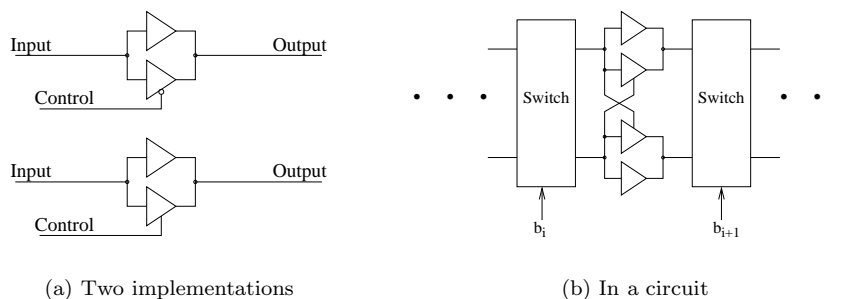 Input
Output
Control
Input
Output
Control
Switch
Switch
b_i
b_{i+1}
(a) Two implementations
(b) In a circuit